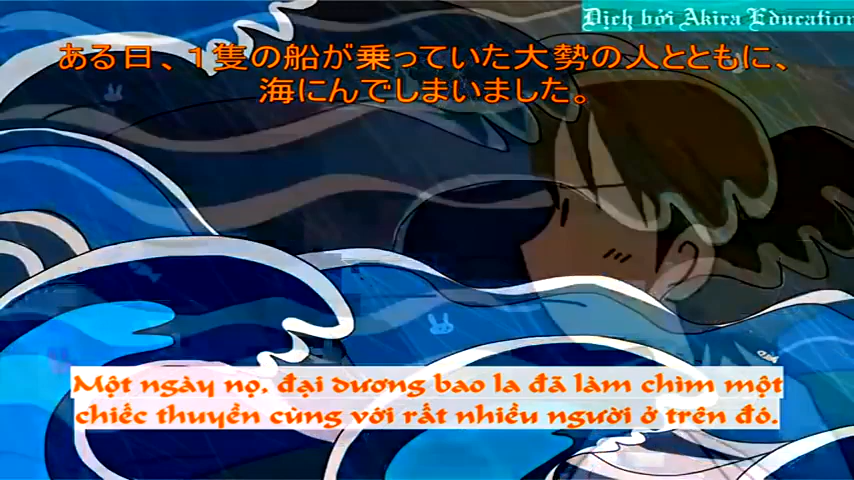 Dịch bởi Akira Education
ある日、１隻の船が乗っていた大勢の人とともに、
海にんでしまいました。
Một ngày nọ, đại dương bao la đã làm chìm một
chiếc thuyền cùng với rất nhiều người ở trên đó.